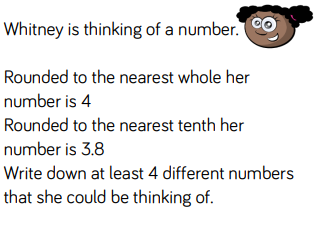 Whitney is thinking of a number.
Rounded to the nearest whole her
number is 4
Rounded to the nearest tenth her
number is 3.8
Write down at least 4 different numbers
that she could be thinking of.